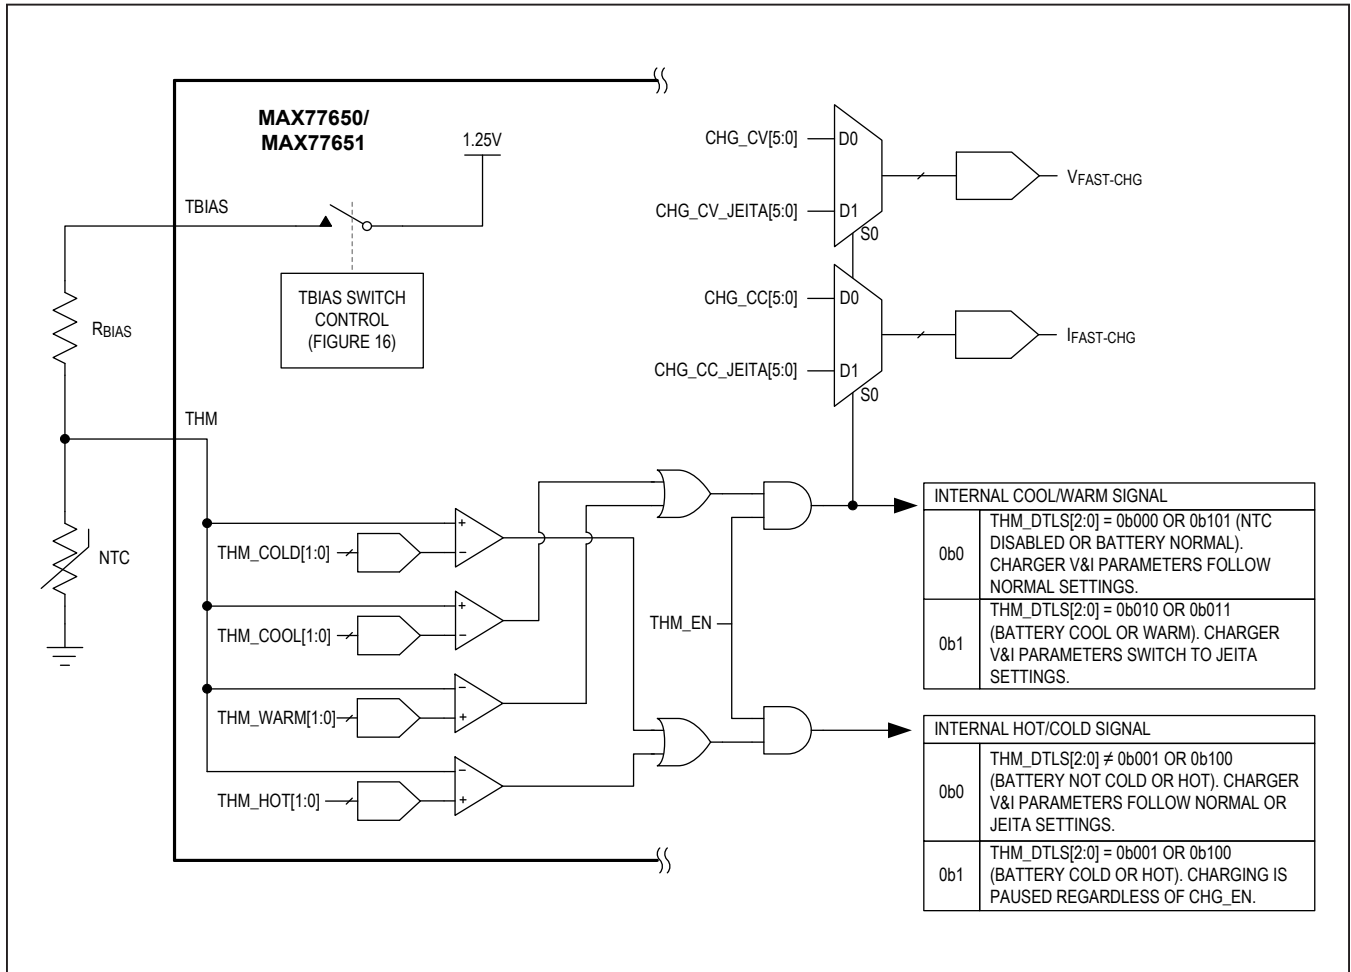 MAX77650/
MAX77651
1.25V
TBIAS
TBIAS SWITCH
CONTROL
(FIGURE 16)
RBIAS
THM
NTC
CHG_CV[5:0]
D0
CHG_CV_JEITA[5:0]
D1
S0
VFAST-CHG
CHG_CC[5:0]
D0
CHG_CC_JEITA[5:0]
D1
S0
IFAST-CHG
THM_COLD[1:0]
+
−
THM_COOL[1:0]
+
−
THM_WARM[1:0]
−
+
THM_HOT[1:0]
−
+
THM_EN
INTERNAL COOL/WARM SIGNAL
0b0
THM_DTLS[2:0] = 0b000 OR 0b101 (NTC
DISABLED OR BATTERY NORMAL).
CHARGER V&I PARAMETERS FOLLOW
NORMAL SETTINGS.
0b1
THM_DTLS[2:0] = 0b010 OR 0b011
(BATTERY COOL OR WARM). CHARGER
V&I PARAMETERS SWITCH TO JEITA
SETTINGS.
INTERNAL HOT/COLD SIGNAL
0b0
THM_DTLS[2:0] ≠ 0b001 OR 0b100
(BATTERY NOT COLD OR HOT). CHARGER
V&I PARAMETERS FOLLOW NORMAL OR
JEITA SETTINGS.
0b1
THM_DTLS[2:0] = 0b001 OR 0b100
(BATTERY COLD OR HOT). CHARGING IS
PAUSED REGARDLESS OF CHG_EN.